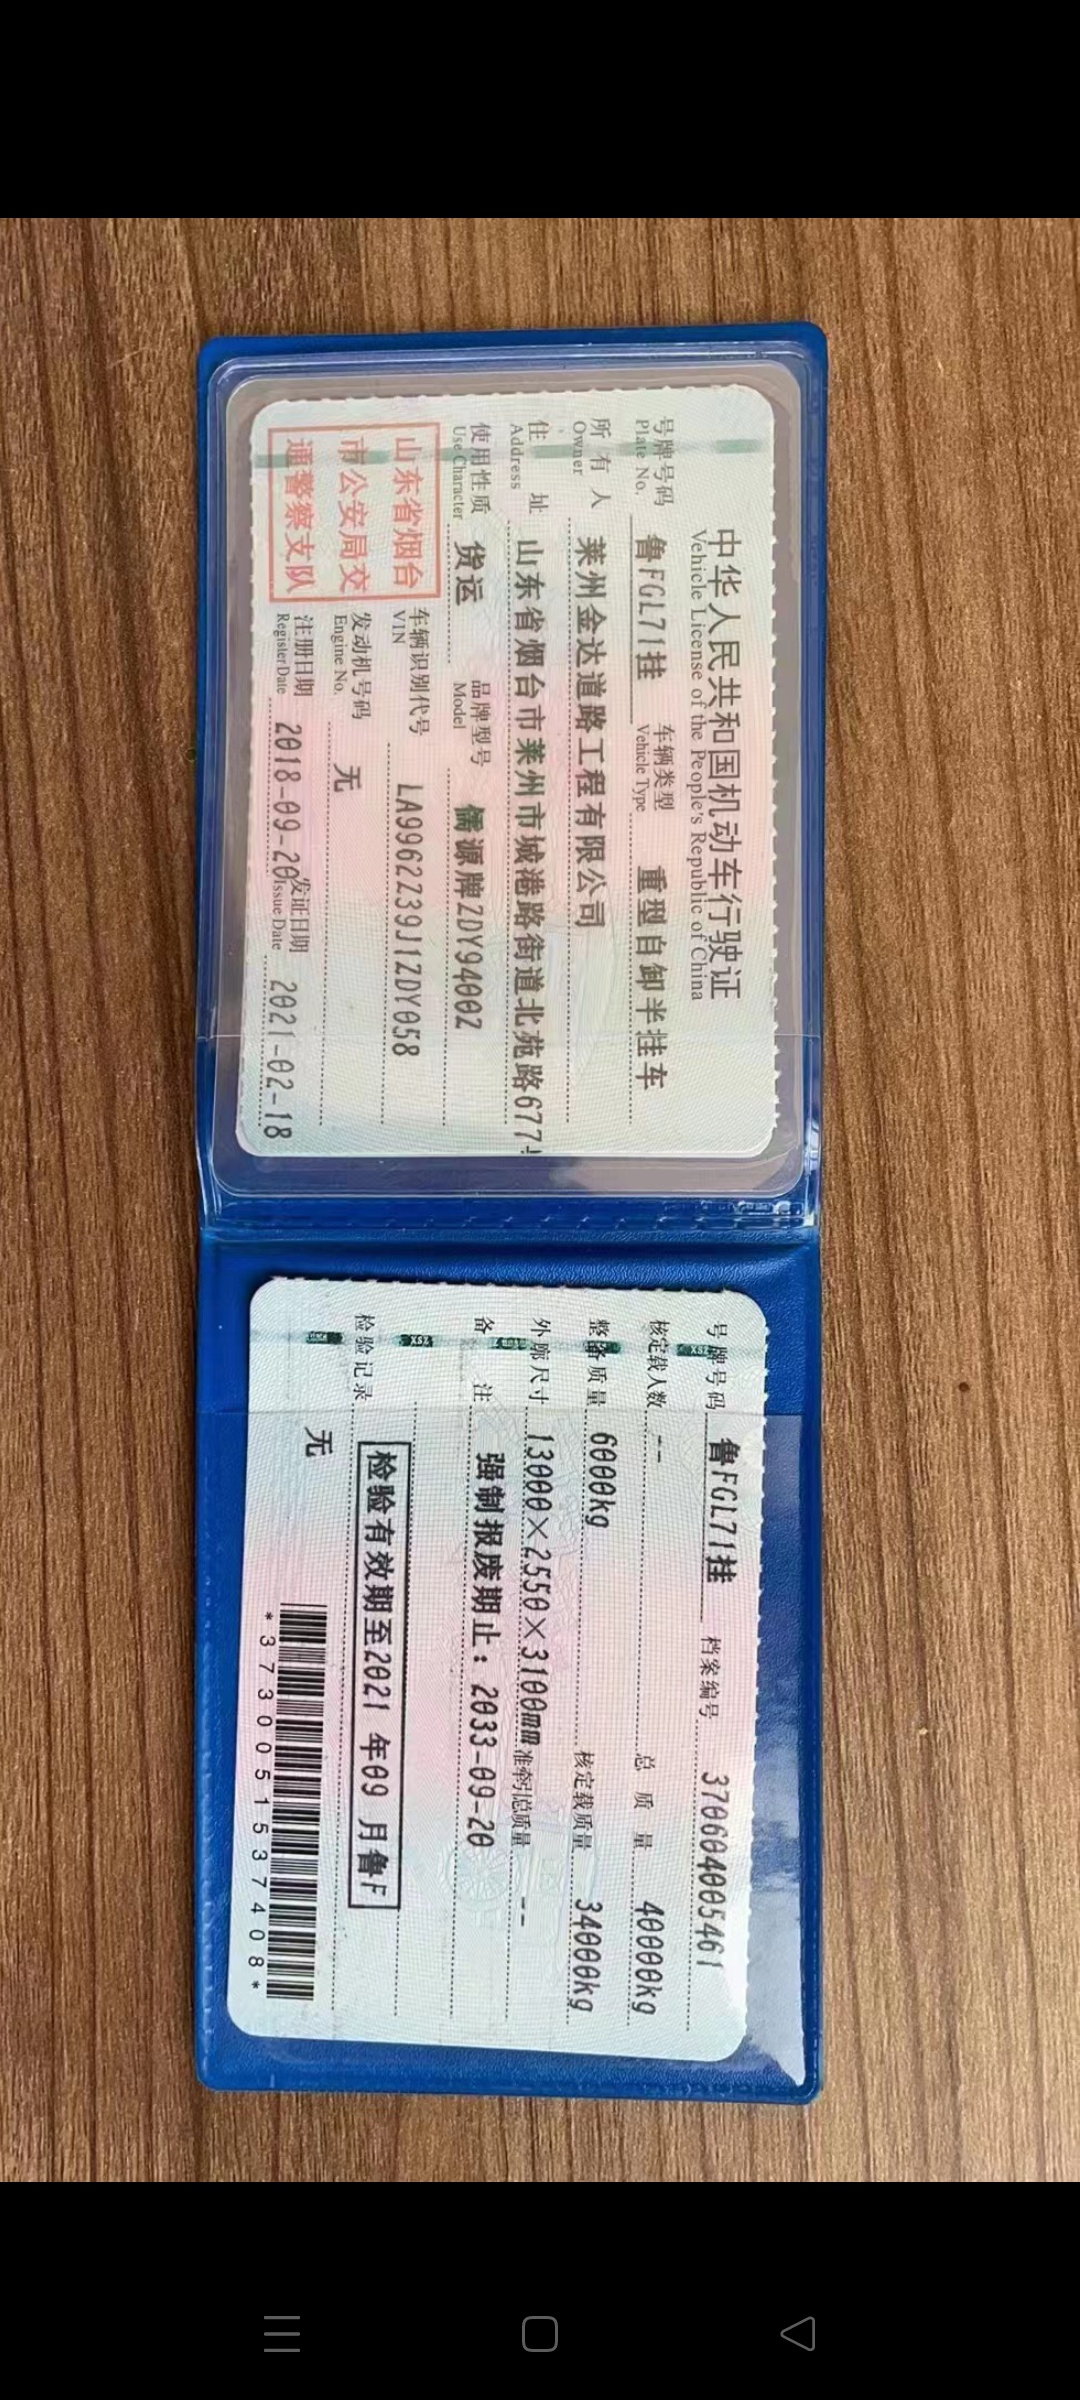 中华人民共和国机动车行驶证
Vehicle License of the People's Republic of China
号牌号码 鲁FGL71挂 车辆类型 重型自卸半挂车
Plate No. Vehicle Type
所有人 莱州金达道路工程有限公司
Owner
住址 山东省烟台市莱州市城港路街道北苑路677
Address
使用性质 货运 品牌型号 儒源牌ZDY9400Z
Use Character Model
山东省烟台
市公安局交
通警察支队
车辆识别代号 LA9962Z39J1ZDY058
VIN
发动机号码 无
Engine No.
注册日期 2018-09-20 发证日期 2021-02-18
Register Date Issue Date
号牌号码 鲁FGL71挂 档案编号 370604005461
核定载人数 -- 总质量 40000kg
整备质量 6000kg 核定载质量 34000kg
外廓尺寸 13000×2550×3100mm 准牵引总质量 --
备注 强制报废期止：2033-09-20
检验记录 检验有效期至2021 年09 月鲁F
无
*3730051537408*